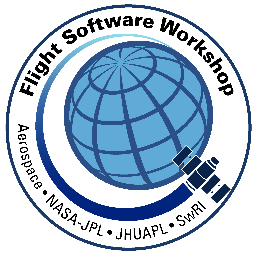 Flight Software Workshop
Aerospace • NASA-JPL • JHUAPL • SwRI